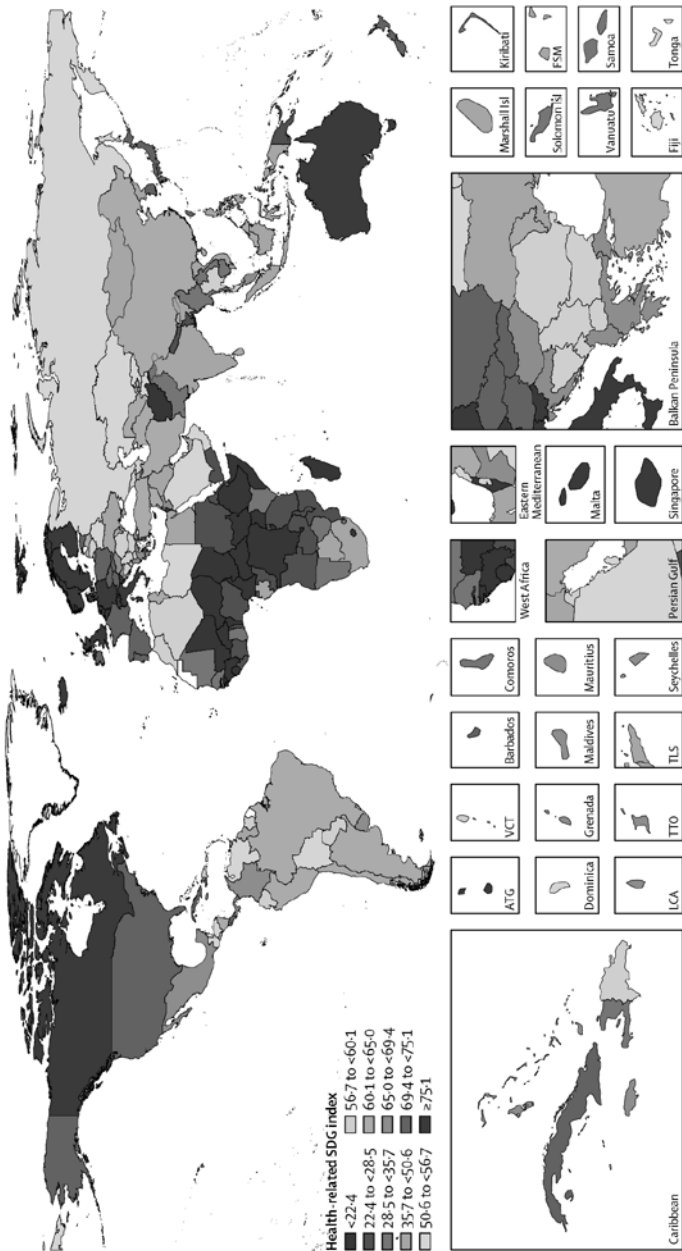 Health-related SDG index
<22·4
22·4 to <28·5
28·5 to <35·7
35·7 to <50·6
50·6 to <56·7
56·7 to <60·1
60·1 to <65·0
65·0 to <69·4
69·4 to <75·1
≥75·1
Caribbean
ATG
VCT
Barbados
Comoros
Dominica
Grenada
Maldives
Mauritius
LCA
TTO
TLS
Seychelles
West Africa
Eastern
Mediterranean
Malta
Persian Gulf
Singapore
Balkan Peninsula
Marshall Isl
Kiribati
Solomon Isl
FSM
Vanuatu
Samoa
Fiji
Tonga